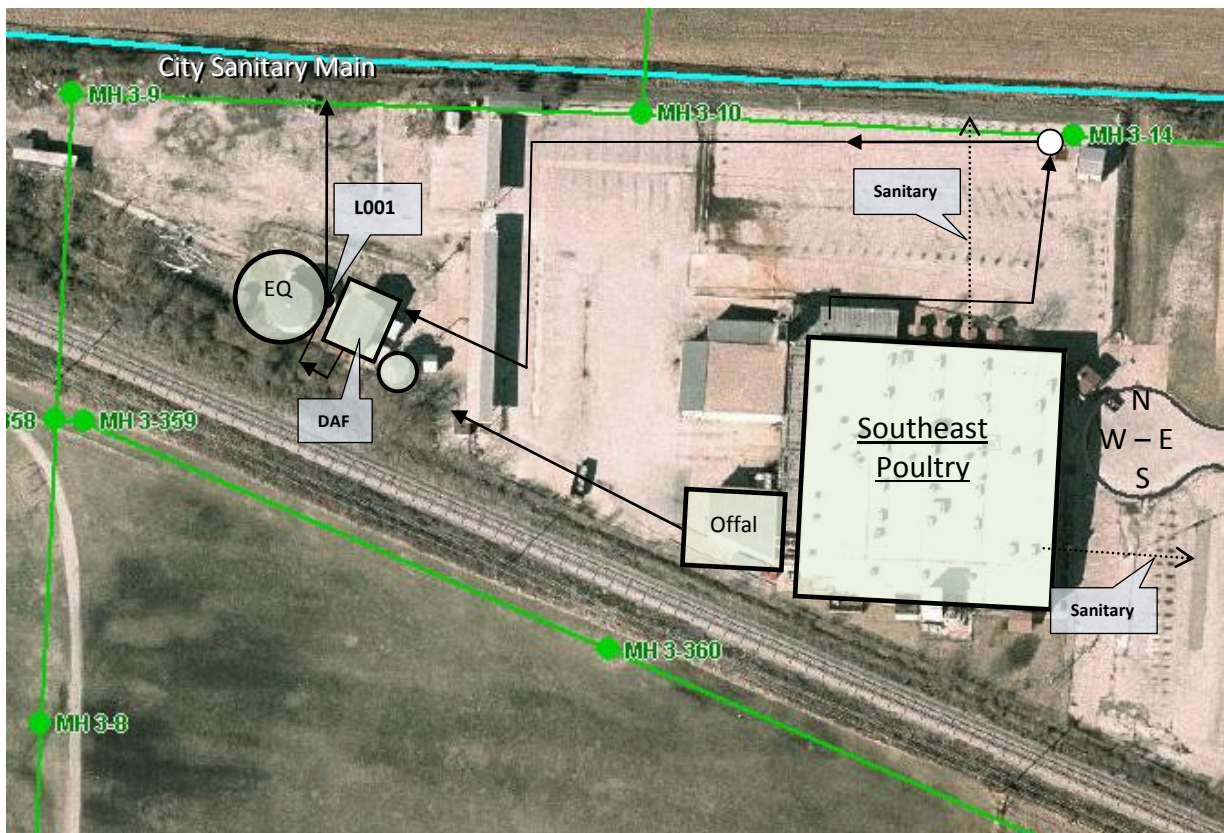 City Sanitary Main
MH 3-9
MH 3-10
MH 3-14
Sanitary
L001
EQ
DAF
358
MH 3-359
Southeast
Poultry
N
W – E
S
Offal
Sanitary
MH 3-360
MH 3-8